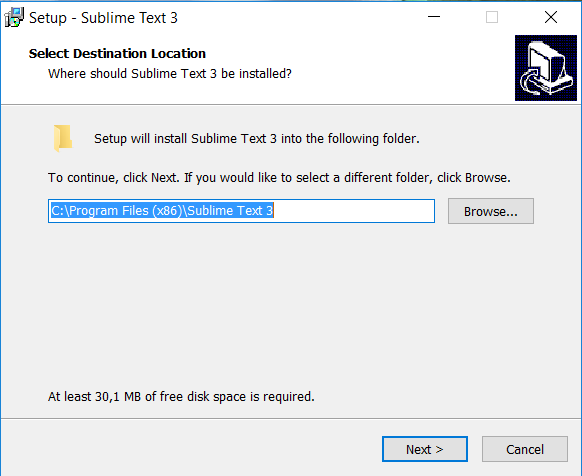 Setup - Sublime Text 3
Select Destination Location
Where should Sublime Text 3 be installed?
Setup will install Sublime Text 3 into the following folder.
To continue, click Next. If you would like to select a different folder, click Browse.
C:\Program Files (x86)\Sublime Text 3
Browse...
At least 30,1 MB of free disk space is required.
Next >
Cancel